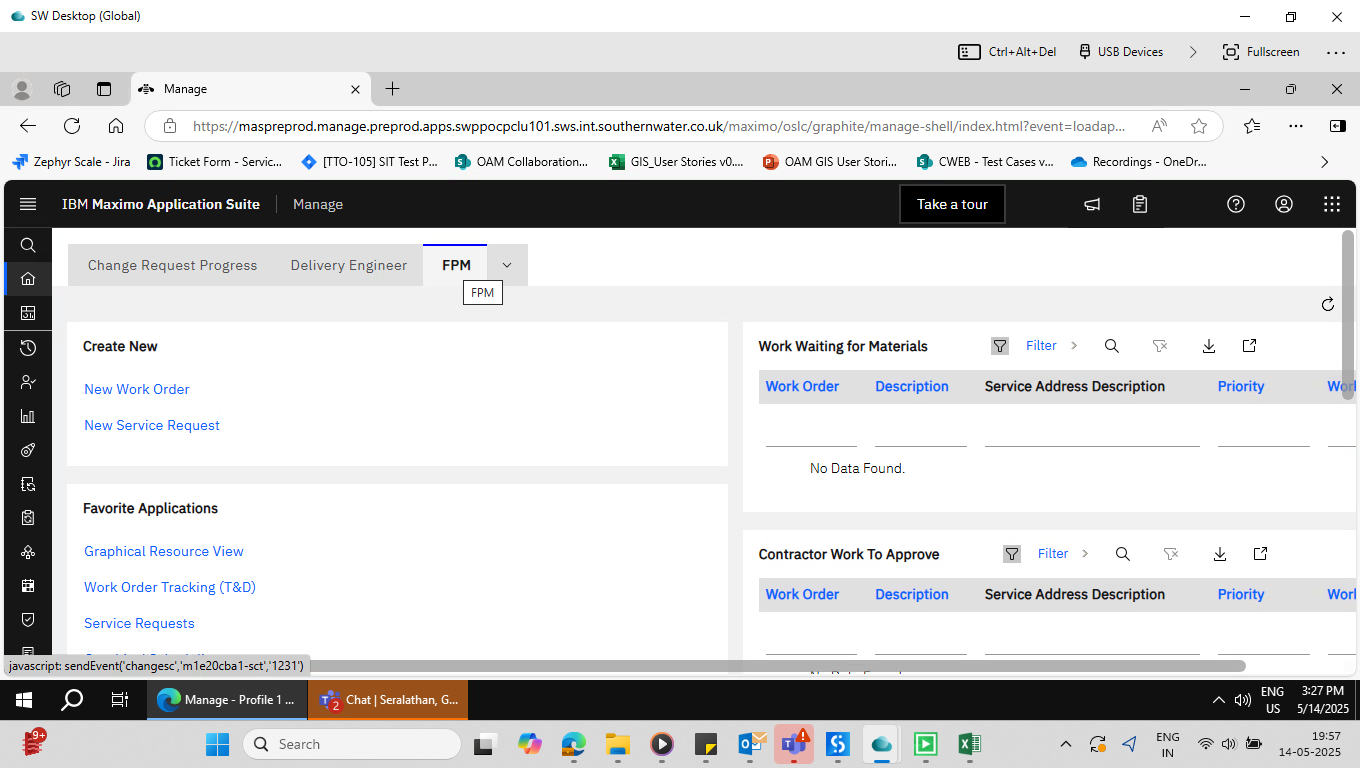 SW Desktop (Global)
Ctrl+Alt+Del
USB Devices
Fullscreen
Manage
https://maspreprod.manage.preprod.apps.swppocpclu101.sws.int.southernwater.co.uk/maximo/oslc/graphite/manage-shell/index.html?event=loadap...
Zephyr Scale - Jira
Ticket Form - Servic...
[TTO-105] SIT Test P...
OAM Collaboration...
GIS_User Stories v0....
OAM GIS User Stori...
CWEB - Test Cases v...
Recordings - OneDr...
IBM Maximo Application Suite
Manage
Take a tour
Change Request Progress
Delivery Engineer
FPM
FPM
Create New
New Work Order
New Service Request
Favorite Applications
Graphical Resource View
Work Order Tracking (T&D)
Service Requests
Work Waiting for Materials
Filter
Work Order
Description
Service Address Description
Priority
No Data Found.
Contractor Work To Approve
Filter
Work Order
Description
Service Address Description
Priority
javascript: sendEvent('changesc','m1e20cba1-sct','1231')
Manage - Profile 1 ...
2
Chat | Seralathan, G...
ENG
US
3:27 PM
5/14/2025
9+
Search
ENG
IN
19:57
14-05-2025